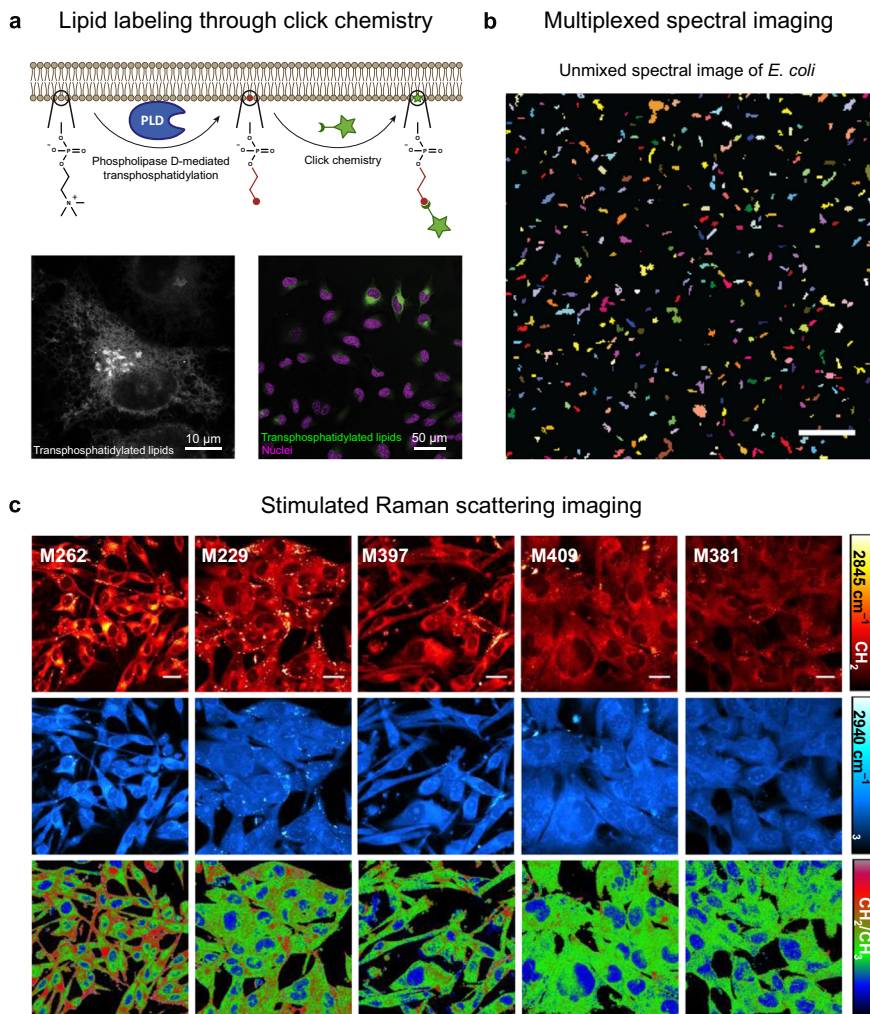 a Lipid labeling through click chemistry
PLD
Phospholipase D-mediated
transphosphatidylation
Click chemistry
O
−
O
P
O
O
N
+
O
−
O
P
O
O
O
−
O
P
O
O
Transphosphatidylated lipids
10 µm
Transphosphatidylated lipids
Nuclei
50 µm
b Multiplexed spectral imaging
Unmixed spectral image of E. coli
c Stimulated Raman scattering imaging
M262
M229
M397
M409
M381
2845 cm⁻¹
CH₂
2940 cm⁻¹
3
CH₂/CH₃